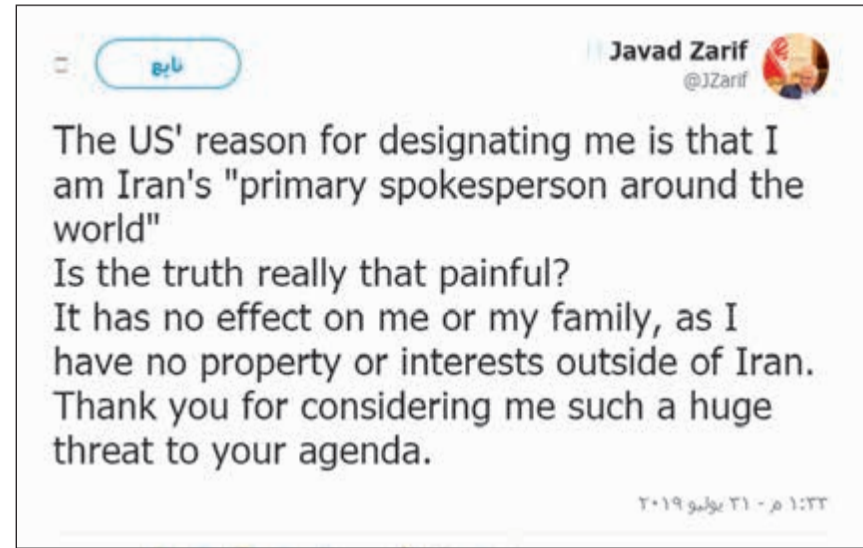 Javad Zarif
@JZarif
تابع
The US' reason for designating me is that I
am Iran's "primary spokesperson around the
world"
Is the truth really that painful?
It has no effect on me or my family, as I
have no property or interests outside of Iran.
Thank you for considering me such a huge
threat to your agenda.
١:٣٣ م - ٣١ يوليو ٢٠١٩